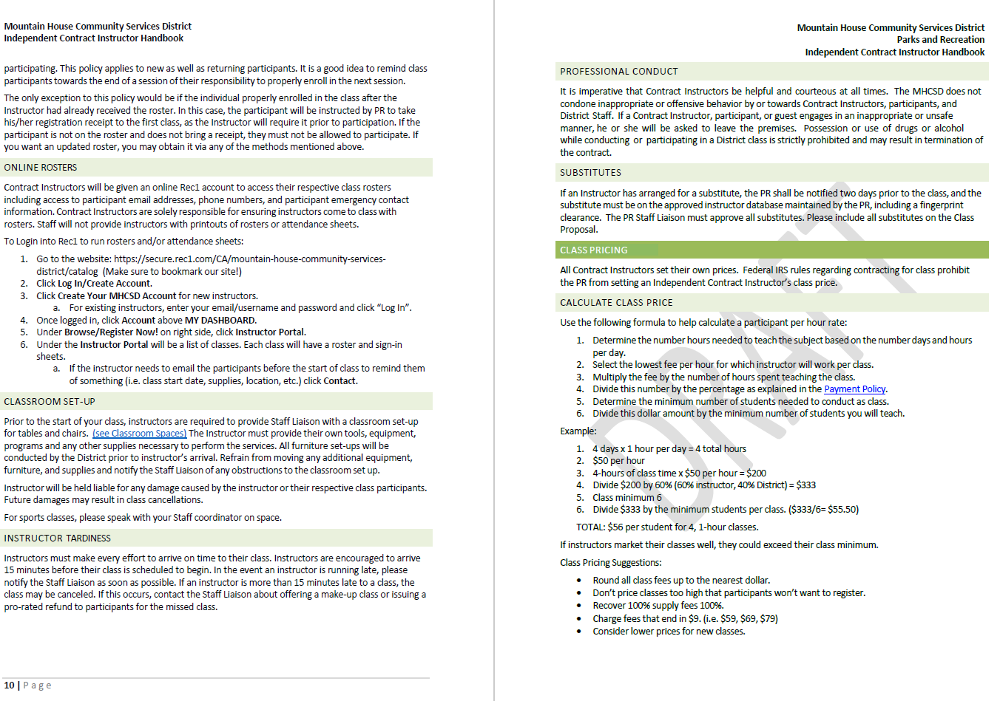 Mountain House Community Services District
Independent Contract Instructor Handbook
participating. This policy applies to new as well as returning participants. It is a good idea to remind class
participants towards the end of a session of their responsibility to properly enroll in the next session.
The only exception to this policy would be if the individual properly enrolled in the class after the
Instructor had already received the roster. In this case, the participant will be instructed by PR to take
his/her registration receipt to the first class, as the Instructor will require it prior to participation. If the
participant is not on the roster and does not bring a receipt, they must not be allowed to participate. If
you want an updated roster, you may obtain it via any of the methods mentioned above.
ONLINE ROSTERS
Contract Instructors will be given an online Rec1 account to access their respective class rosters
including access to participant email addresses, phone numbers, and participant emergency contact
information. Contract Instructors are solely responsible for ensuring instructors come to class with
rosters. Staff will not provide instructors with printouts of rosters or attendance sheets.
To Login into Rec1 to run rosters and/or attendance sheets:
1. Go to the website: https://secure.rec1.com/CA/mountain-house-community-services-
district/catalog (Make sure to bookmark our site!)
2. Click Log In/Create Account.
3. Click Create Your MHCSD Account for new instructors.
a. For existing instructors, enter your email/username and password and click “Log In”.
4. Once logged in, click Account above MY DASHBOARD.
5. Under Browse/Register Now! on right side, click Instructor Portal.
6. Under the Instructor Portal will be a list of classes. Each class will have a roster and sign-in
sheets.
a. If the instructor needs to email the participants before the start of class to remind them
of something (i.e. class start date, supplies, location, etc.) click Contact.
CLASSROOM SET-UP
Prior to the start of your class, instructors are required to provide Staff Liaison with a classroom set-up
for tables and chairs. (see Classroom Spaces) The Instructor must provide their own tools, equipment,
programs and any other supplies necessary to perform the services. All furniture set-ups will be
conducted by the District prior to instructor’s arrival. Refrain from moving any additional equipment,
furniture, and supplies and notify the Staff Liaison of any obstructions to the classroom set up.
Instructor will be held liable for any damage caused by the instructor or their respective class participants.
Future damages may result in class cancellations.
For sports classes, please speak with your Staff coordinator on space.
INSTRUCTOR TARDINESS
Instructors must make every effort to arrive on time to their class. Instructors are encouraged to arrive
15 minutes before their class is scheduled to begin. In the event an instructor is running late, please
notify the Staff Liaison as soon as possible. If an instructor is more than 15 minutes late to a class, the
class may be canceled. If this occurs, contact the Staff Liaison about offering a make-up class or issuing a
pro-rated refund to participants for the missed class.
10 | Page
Mountain House Community Services District
Parks and Recreation
Independent Contract Instructor Handbook
PROFESSIONAL CONDUCT
It is imperative that Contract Instructors be helpful and courteous at all times. The MHCSD does not
condone inappropriate or offensive behavior by or towards Contract Instructors, participants, and
District Staff. If a Contract Instructor, participant, or guest engages in an inappropriate or unsafe
manner, he or she will be asked to leave the premises. Possession or use of drugs or alcohol
while conducting or participating in a District class is strictly prohibited and may result in termination of
the contract.
SUBSTITUTES
If an Instructor has arranged for a substitute, the PR shall be notified two days prior to the class, and the
substitute must be on the approved instructor database maintained by the PR, including a fingerprint
clearance. The PR Staff Liaison must approve all substitutes. Please include all substitutes on the Class
Proposal.
CLASS PRICING
All Contract Instructors set their own prices. Federal IRS rules regarding contracting for class prohibit
the PR from setting an Independent Contract Instructor’s class price.
CALCULATE CLASS PRICE
Use the following formula to help calculate a participant per hour rate:
1. Determine the number hours needed to teach the subject based on the number days and hours
per day.
2. Select the lowest fee per hour for which instructor will work per class.
3. Multiply the fee by the number of hours spent teaching the class.
4. Divide this number by the percentage as explained in the Payment Policy.
5. Determine the minimum number of students needed to conduct as class.
6. Divide this dollar amount by the minimum number of students you will teach.
Example:
1. 4 days x 1 hour per day = 4 total hours
2. $50 per hour
3. 4-hours of class time x $50 per hour = $200
4. Divide $200 by 60% (60% instructor, 40% District) = $333
5. Class minimum 6
6. Divide $333 by the minimum students per class. ($333/6= $55.50)
TOTAL: $56 per student for 4, 1-hour classes.
If instructors market their classes well, they could exceed their class minimum.
Class Pricing Suggestions:
• Round all class fees up to the nearest dollar.
• Don’t price classes too high that participants won’t want to register.
• Recover 100% supply fees 100%.
• Charge fees that end in $9. (i.e. $59, $69, $79)
• Consider lower prices for new classes.
DRAFT